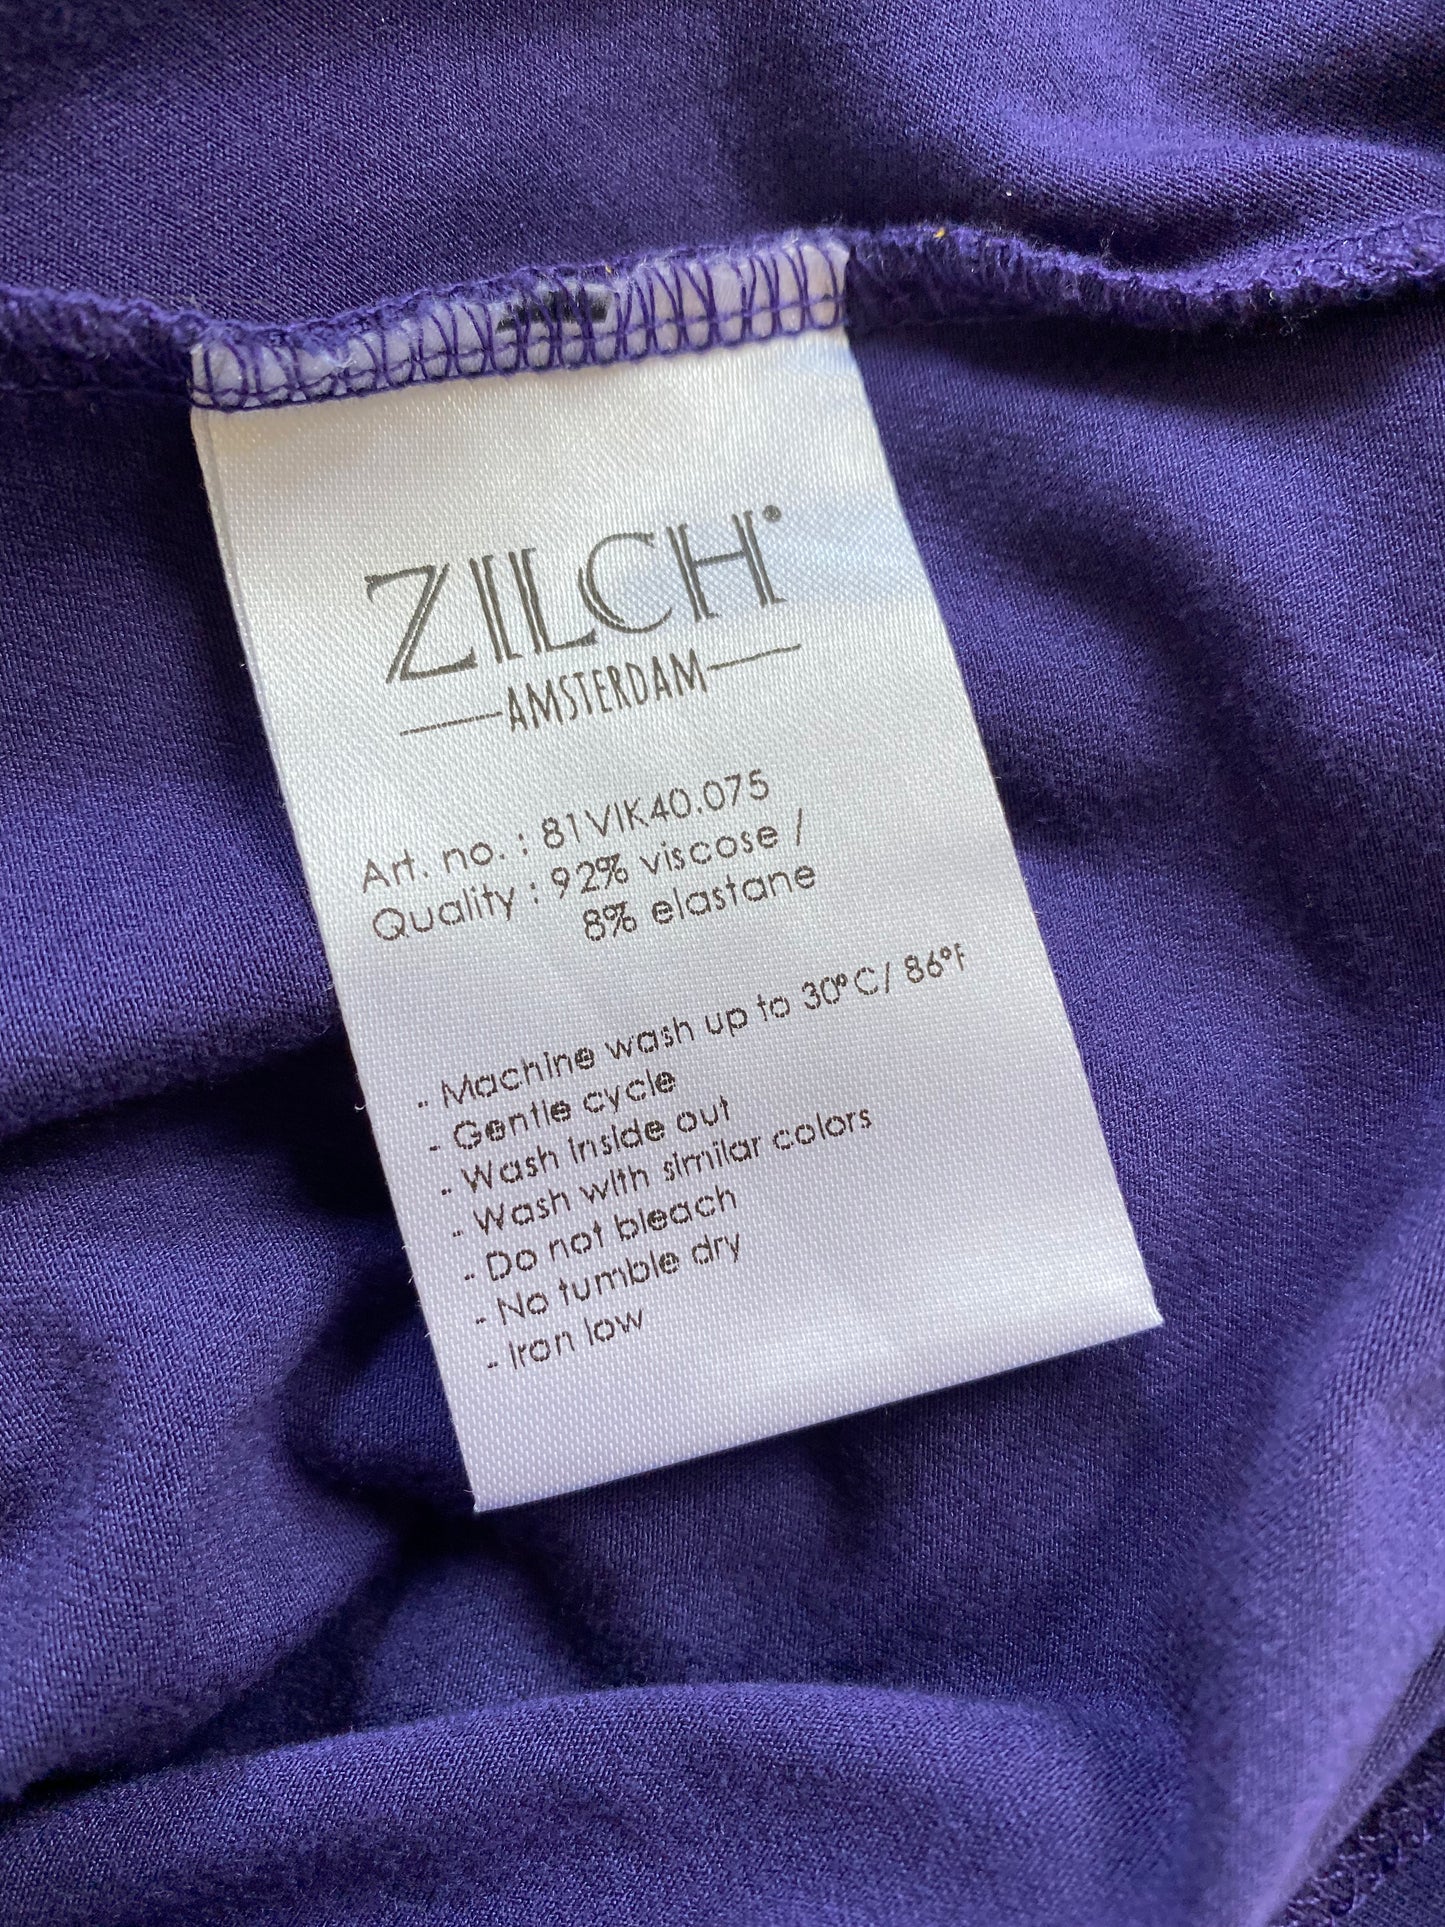 ZILCH®
AMSTERDAM
Art. no. : 81VIK40.075
Quality : 92% viscose /
8% elastane
- Machine wash up to 30°C/ 86°F
- Gentle cycle
- Wash inside out
- Wash with similar colors
- Do not bleach
- No tumble dry
- Iron low